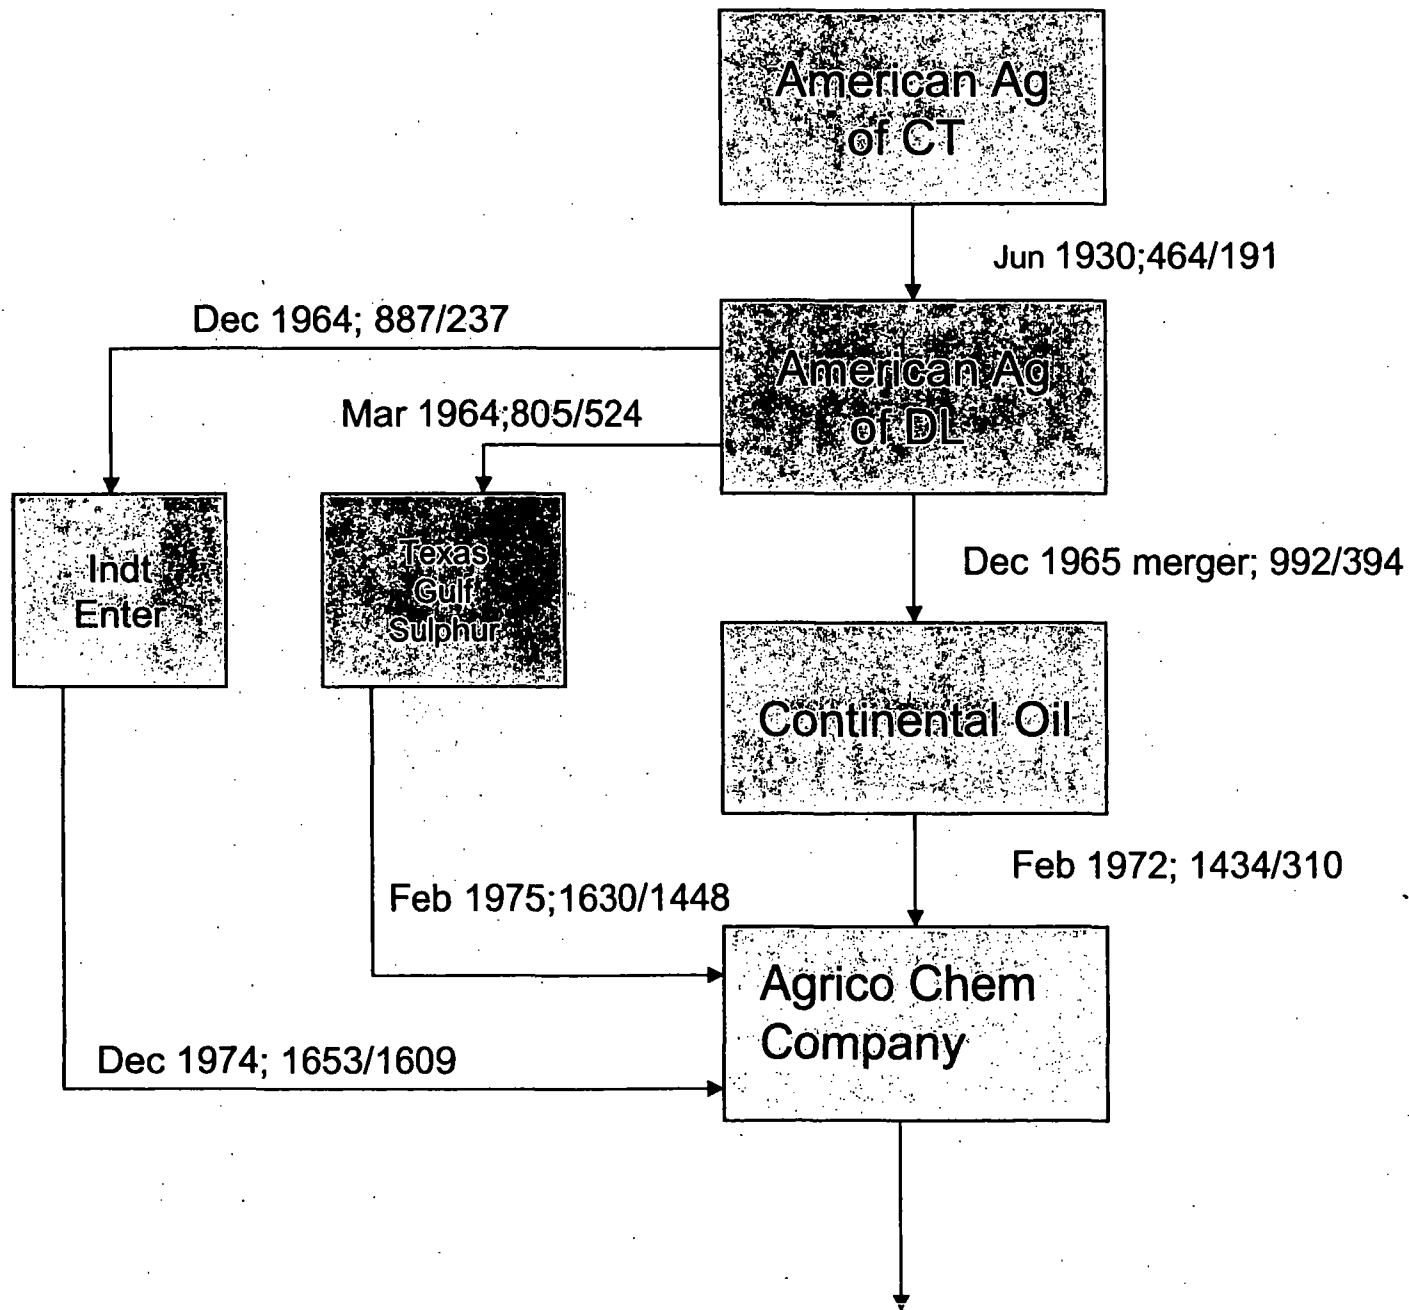 American Ag
of CT
Jun 1930;464/191
Dec 1964; 887/237
American Ag
of DL
Mar 1964;805/524
Indt
Enter
Texas
Gulf
Sulphur
Dec 1965 merger; 992/394
Continental Oil
Feb 1972; 1434/310
Feb 1975;1630/1448
Agrico Chem
Company
Dec 1974; 1653/1609